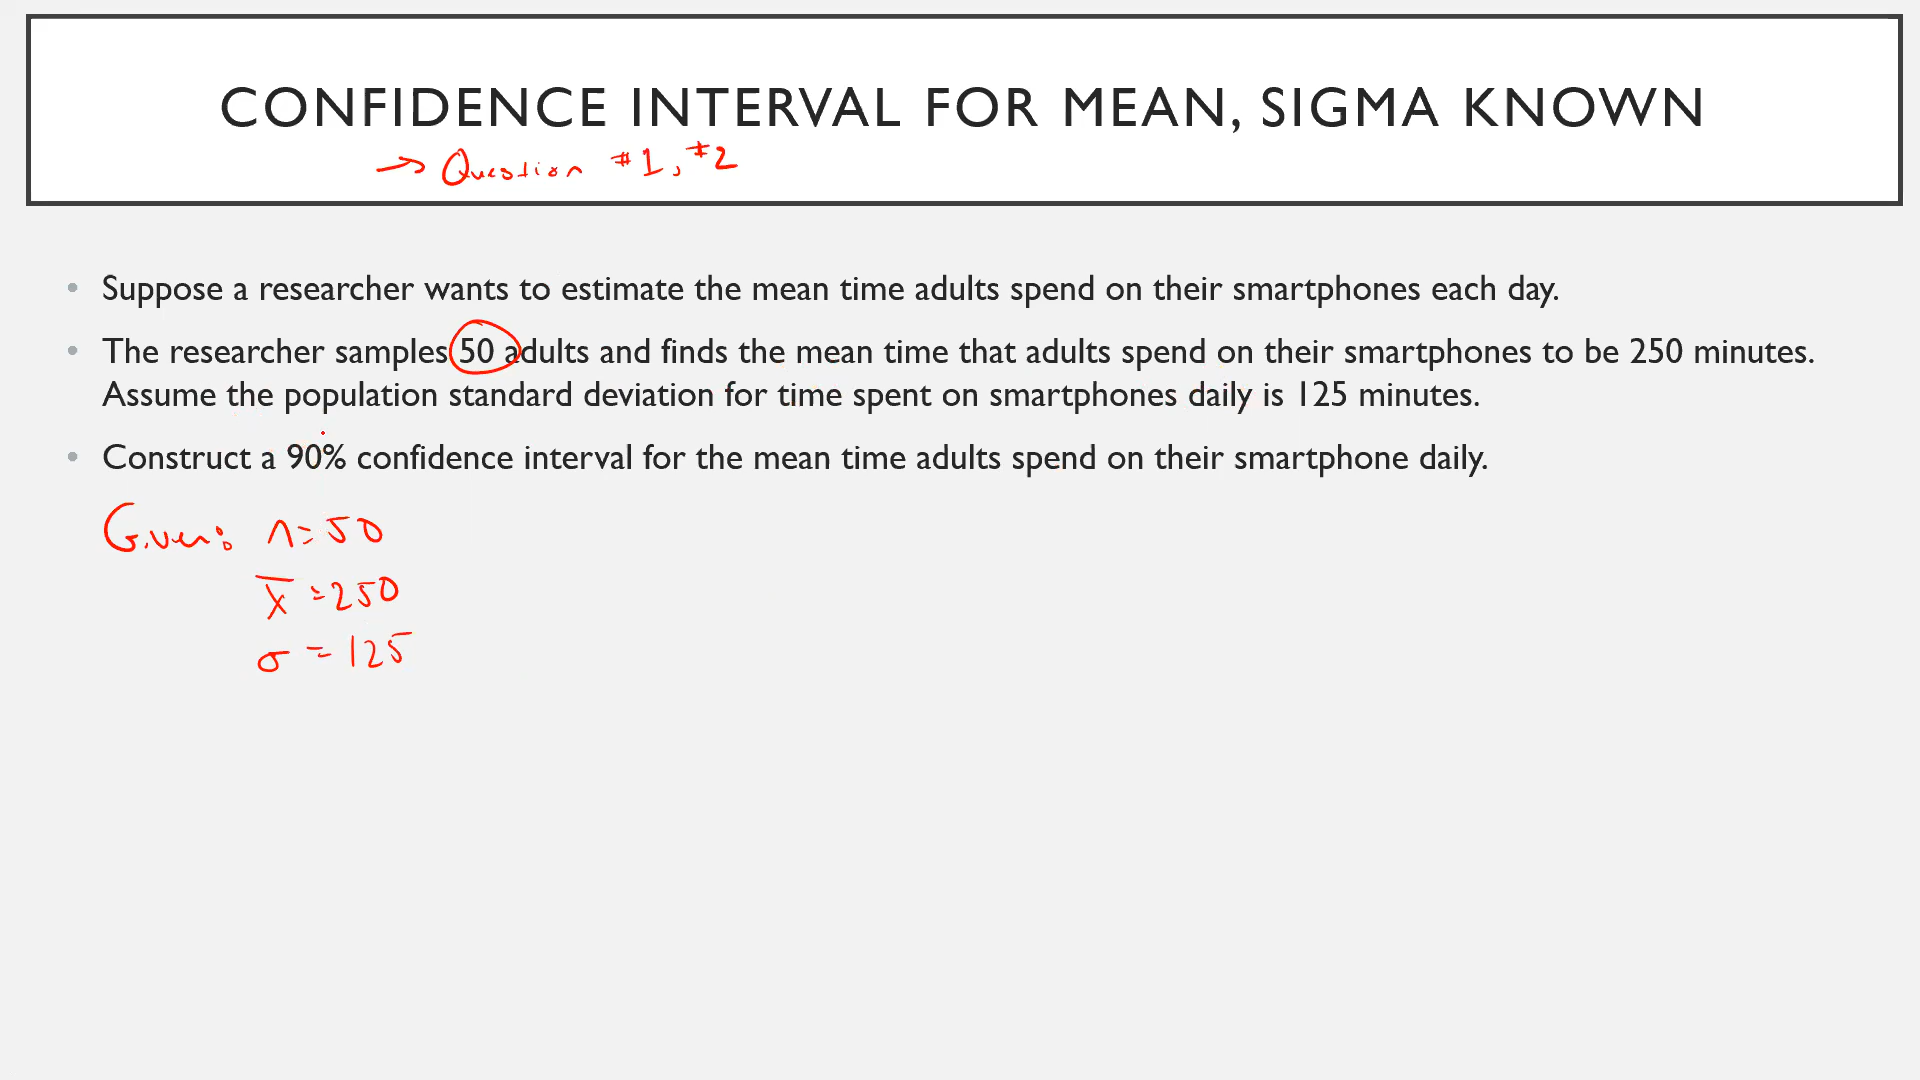 CONFIDENCE INTERVAL FOR MEAN, SIGMA KNOWN
→ Question #1, #2
• Suppose a researcher wants to estimate the mean time adults spend on their smartphones each day.
• The researcher samples 50 adults and finds the mean time that adults spend on their smartphones to be 250 minutes.
Assume the population standard deviation for time spent on smartphones daily is 125 minutes.
• Construct a 90% confidence interval for the mean time adults spend on their smartphone daily.
Given: n=50
x̅=250
σ=125